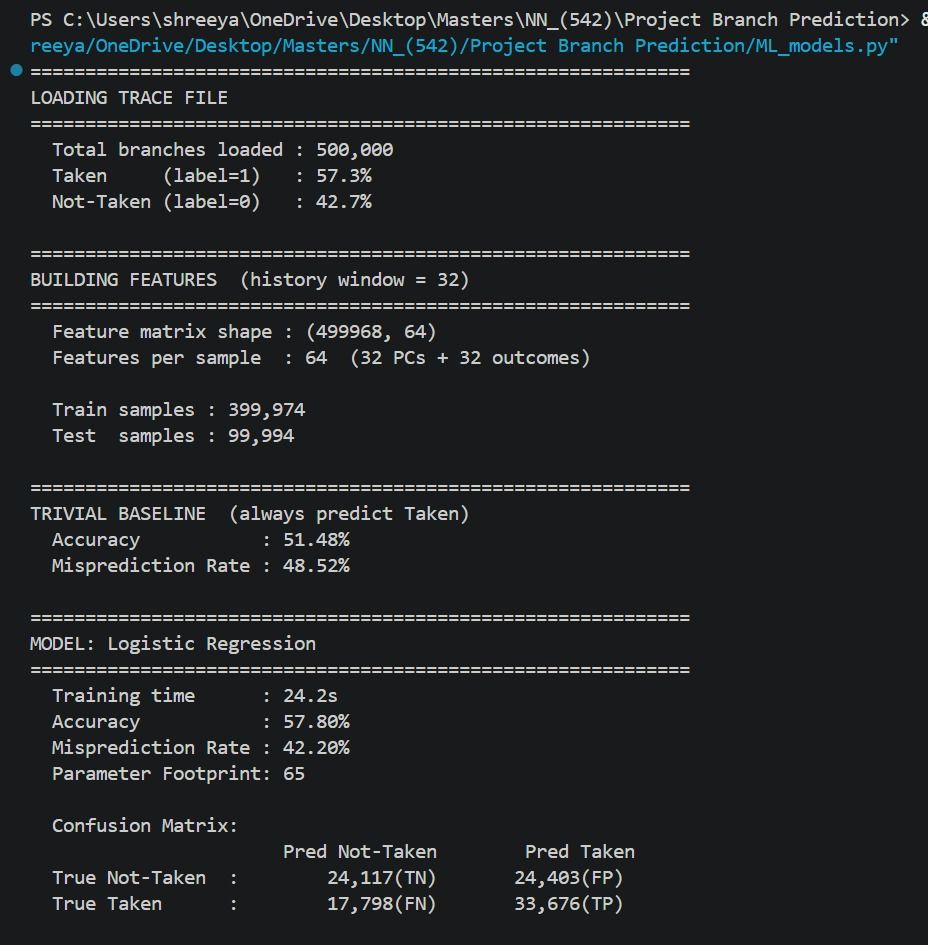 PS C:\Users\shreeya\OneDrive\Desktop\Masters\NN_(542)\Project Branch Prediction> &
reeya/OneDrive/Desktop/Masters/NN_(542)/Project Branch Prediction/ML_models.py"
============================================================
LOADING TRACE FILE
============================================================
  Total branches loaded : 500,000
  Taken     (label=1)   : 57.3%
  Not-Taken (label=0)   : 42.7%

============================================================
BUILDING FEATURES  (history window = 32)
============================================================
  Feature matrix shape : (499968, 64)
  Features per sample  : 64  (32 PCs + 32 outcomes)

  Train samples : 399,974
  Test  samples : 99,994

============================================================
TRIVIAL BASELINE  (always predict Taken)
  Accuracy           : 51.48%
  Misprediction Rate : 48.52%

============================================================
MODEL: Logistic Regression
============================================================
  Training time      : 24.2s
  Accuracy           : 57.80%
  Misprediction Rate : 42.20%
  Parameter Footprint: 65

  Confusion Matrix:
                       Pred Not-Taken        Pred Taken
  True Not-Taken  :        24,117(TN)       24,403(FP)
  True Taken      :        17,798(FN)       33,676(TP)